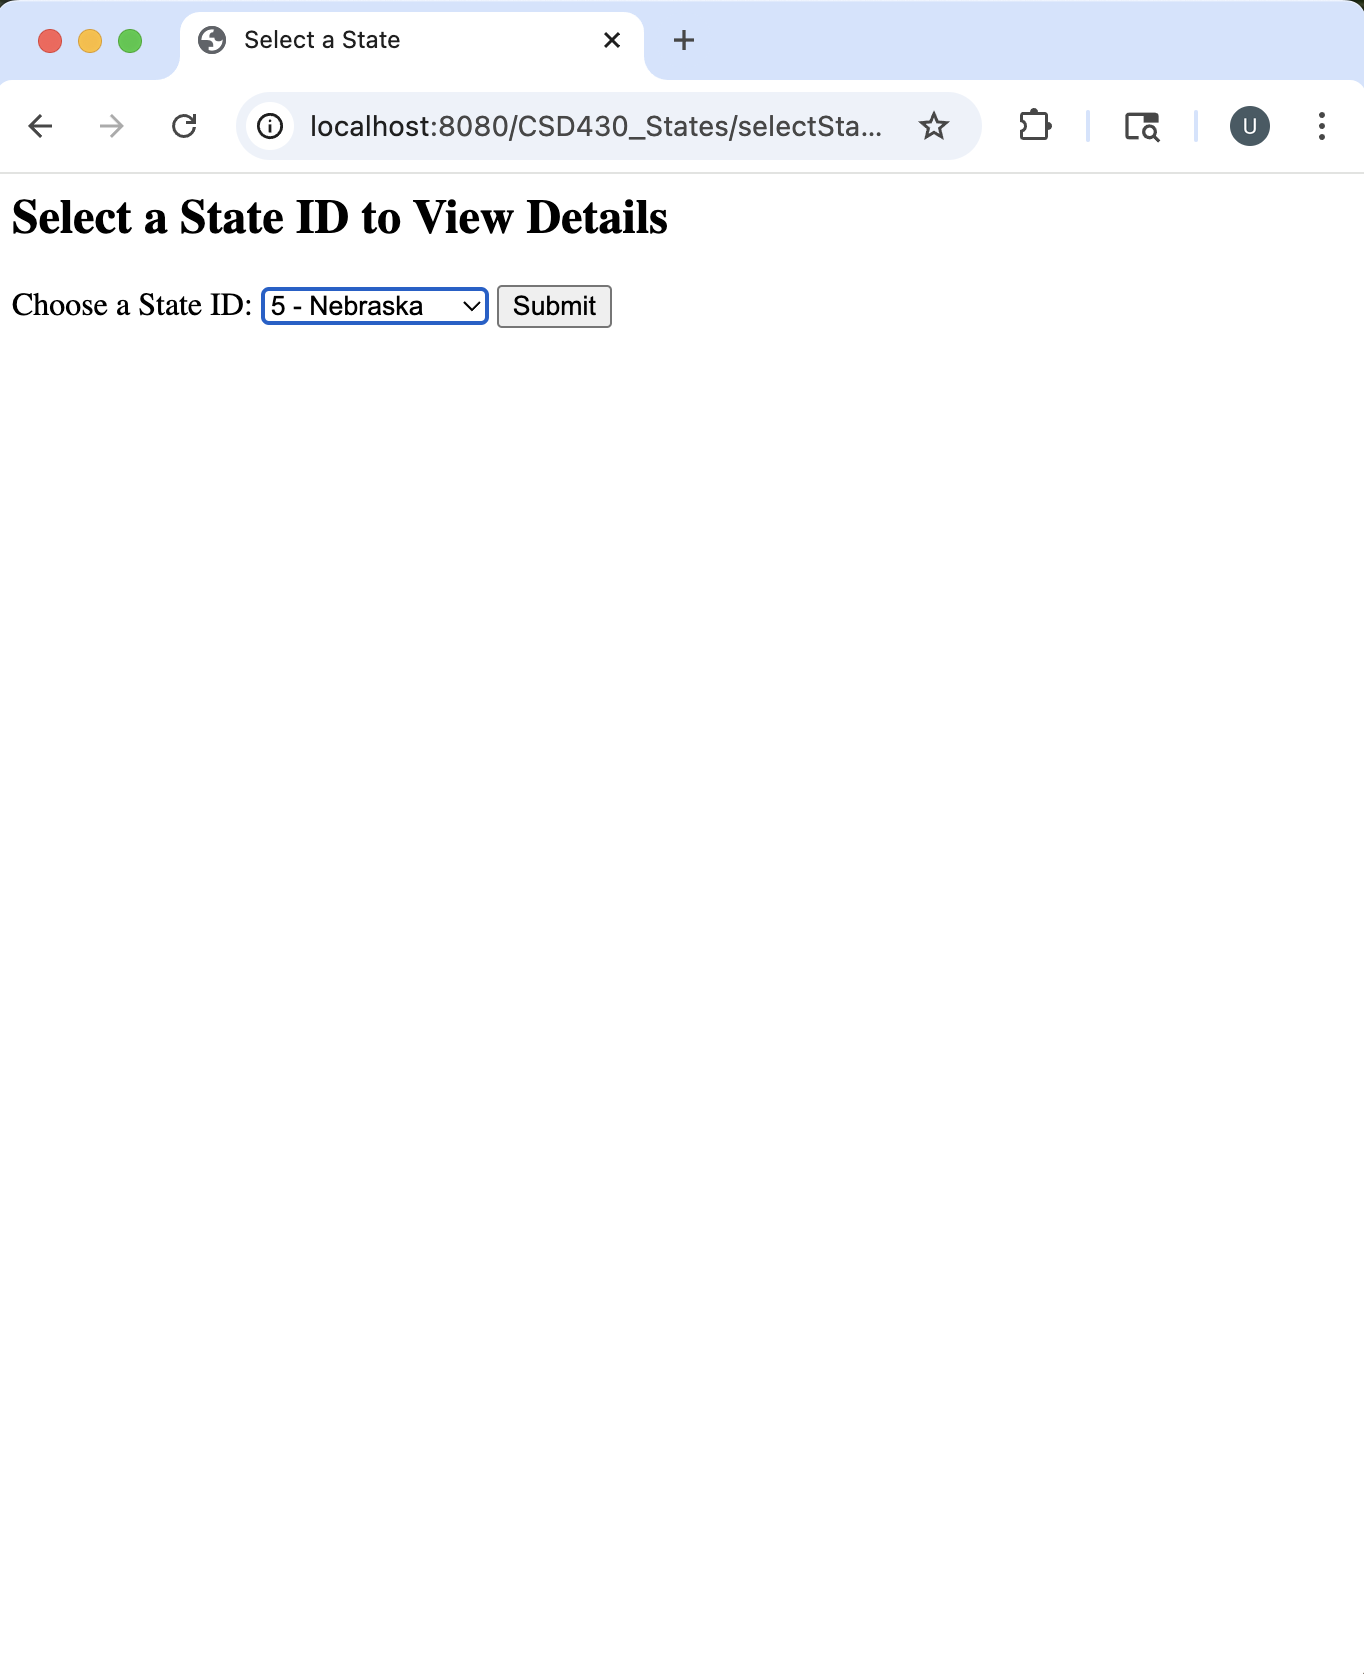 Select a State
localhost:8080/CSD430_States/selectSta...
U
Select a State ID to View Details
Choose a State ID: 5 - Nebraska Submit